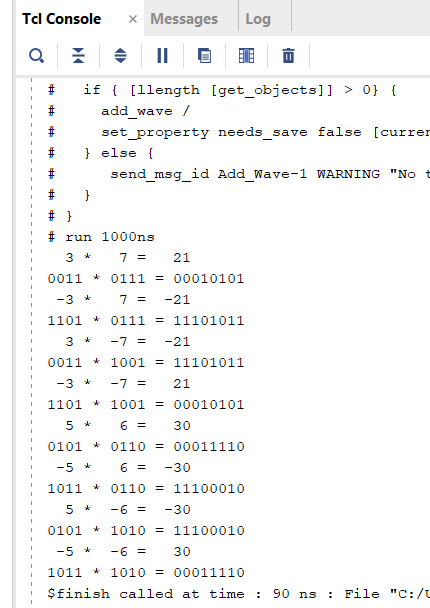 Tcl Console × Messages Log
# if { [llength [get_objects]] > 0} {
# add_wave /
# set_property needs_save false [curren
# } else {
# send_msg_id Add_Wave-1 WARNING "No t
# }
# }
# run 1000ns
3 * 7 = 21
0011 * 0111 = 00010101
-3 * 7 = -21
1101 * 0111 = 11101011
3 * -7 = -21
0011 * 1001 = 11101011
-3 * -7 = 21
1101 * 1001 = 00010101
5 * 6 = 30
0101 * 0110 = 00011110
-5 * 6 = -30
1011 * 0110 = 11100010
5 * -6 = -30
0101 * 1010 = 11100010
-5 * -6 = 30
1011 * 1010 = 00011110
$finish called at time : 90 ns : File "C:/U